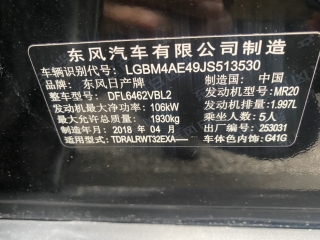 东风汽车有限公司制造
车辆识别代号：LGBM4AE49JS513530
品牌：东风日产牌 制造国：中国
整车型号：DFL6462VBL2 发动机型号：MR20
发动机最大净功率：106kW 发动机排量：1.997L
最大允许总质量：1930kg 乘坐人数：5人
制造年月：2018 年 04 月 出厂编号：253031
适用型式：TDRALRWT32EXA—— 车体色内饰：G41G